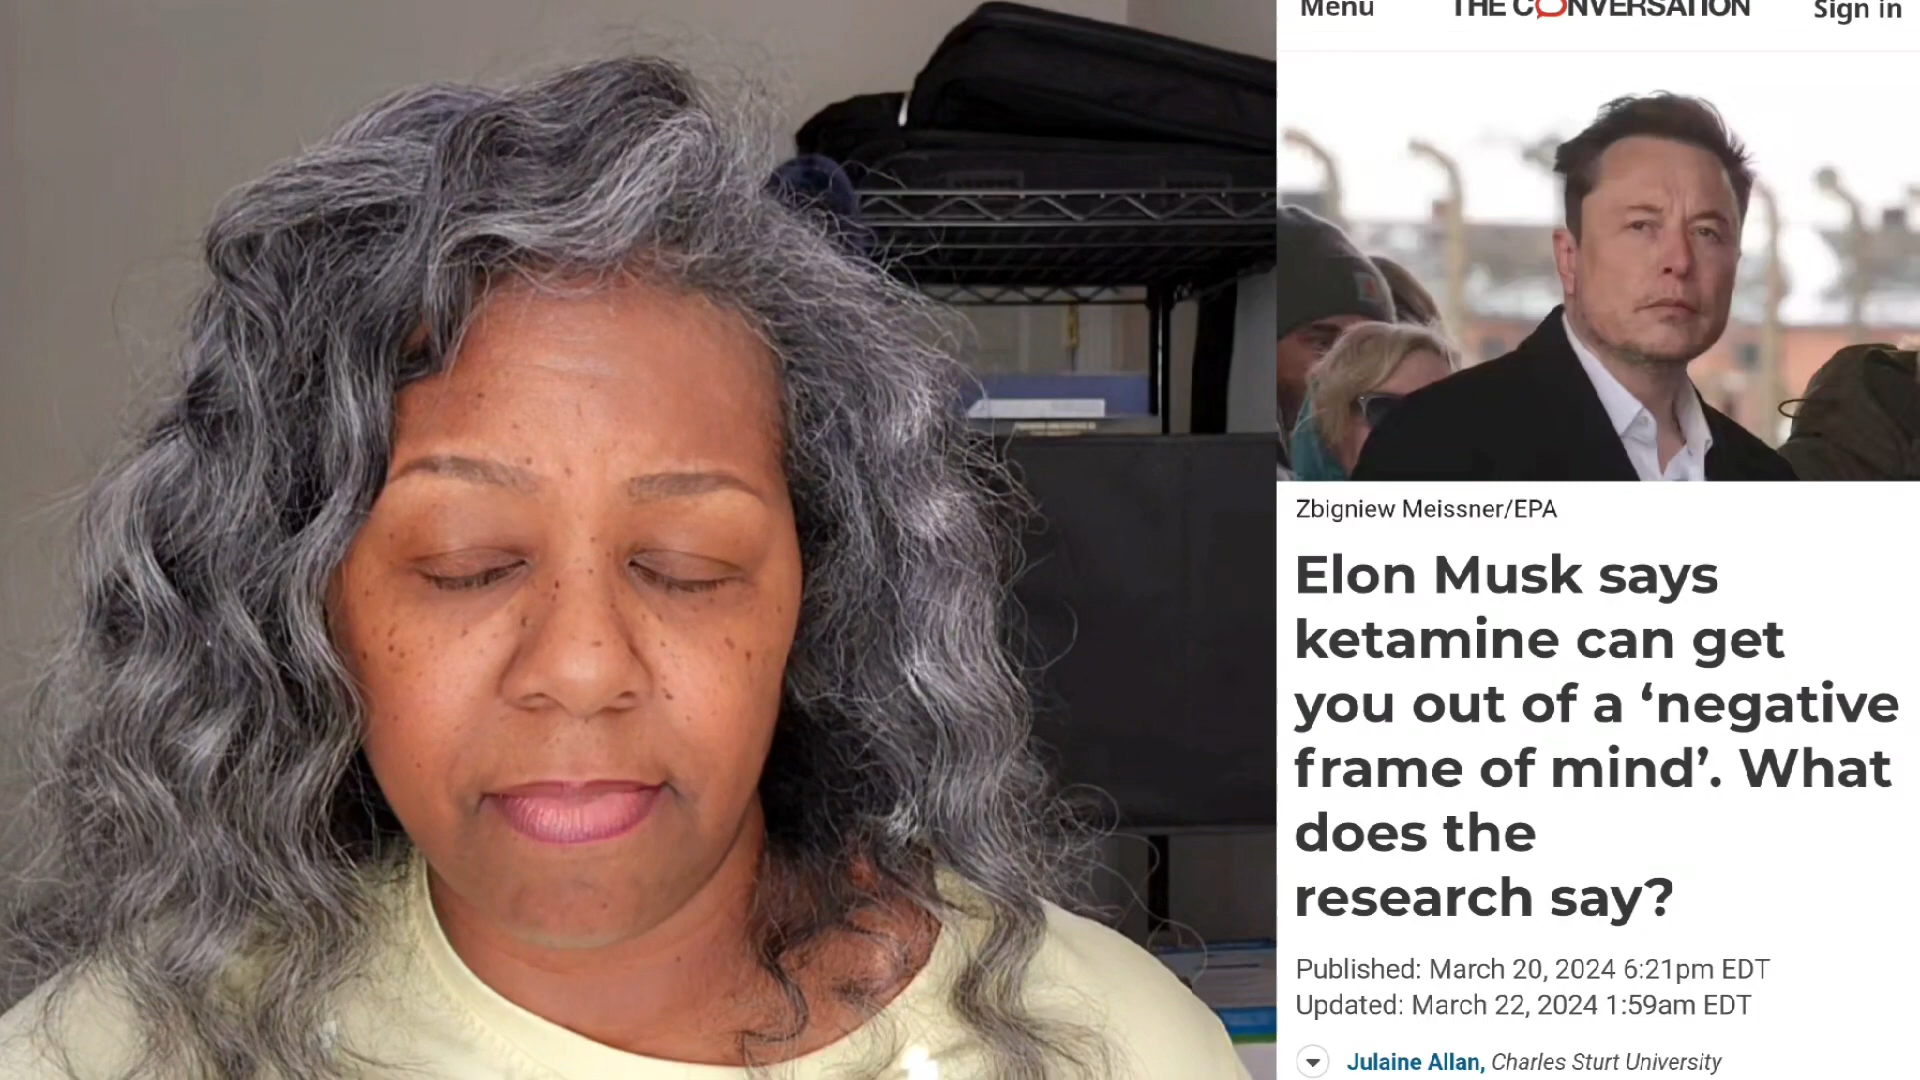 Menu THE CONVERSATION Sign in
Zbigniew Meissner/EPA
Elon Musk says
ketamine can get
you out of a ‘negative
frame of mind’. What
does the
research say?
Published: March 20, 2024 6:21pm EDT
Updated: March 22, 2024 1:59am EDT
Julaine Allan, Charles Sturt University